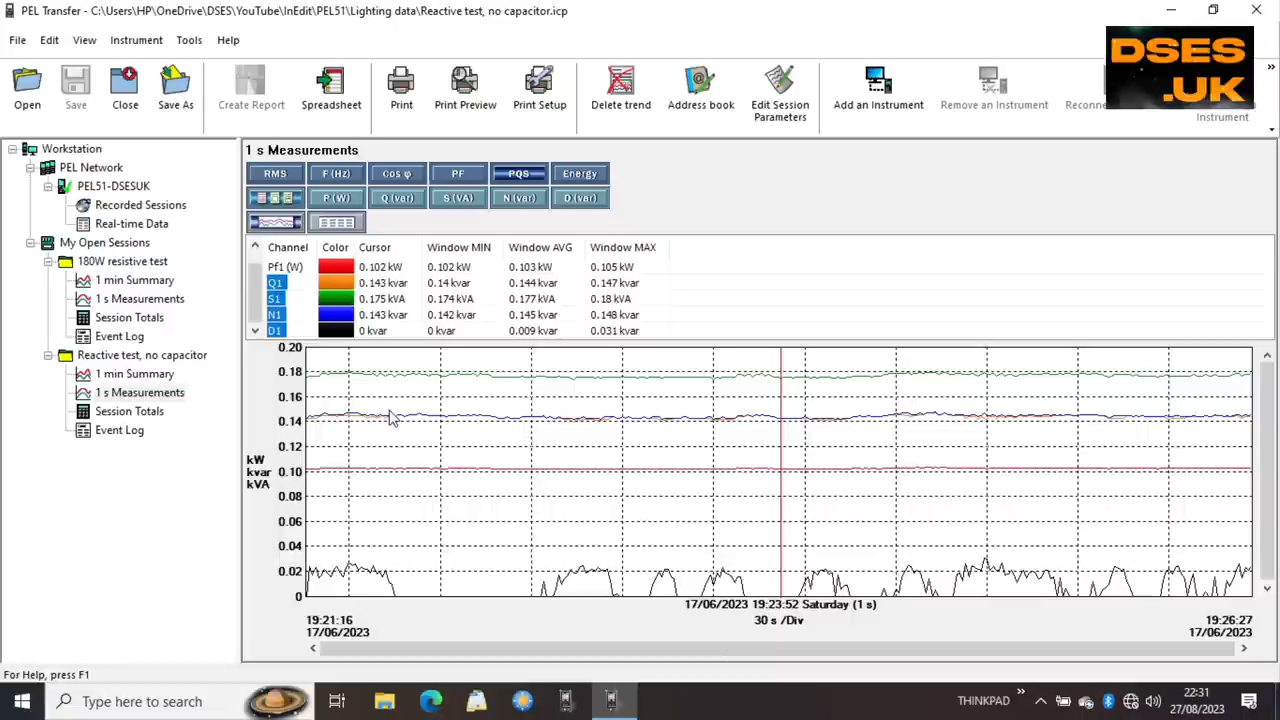 PEL Transfer - C:\Users\HP\OneDrive\DSES\YouTube\InEdit\PEL51\Lighting data\Reactive test, no capacitor.icp
File Edit View Instrument Tools Help
Open Save Close Save As Create Report Spreadsheet Print Print Preview Print Setup Delete trend Address book Edit Session Parameters Add an Instrument Remove an Instrument Reconn Instrument
DSES
.UK
Workstation
PEL Network
PEL51-DSESUK
Recorded Sessions
Real-time Data
My Open Sessions
180W resistive test
1 min Summary
1 s Measurements
Session Totals
Event Log
Reactive test, no capacitor
1 min Summary
1 s Measurements
Session Totals
Event Log
1 s Measurements
RMS F (Hz) Cos φ PF PQS Energy
P (W) Q (var) S (VA) N (var) D (var)
Channel Color Cursor Window MIN Window AVG Window MAX
Pf1 (W) 0.102 kW 0.102 kW 0.103 kW 0.105 kW
Q1 0.143 kvar 0.14 kvar 0.144 kvar 0.147 kvar
S1 0.175 kVA 0.174 kVA 0.177 kVA 0.18 kVA
N1 0.143 kvar 0.142 kvar 0.145 kvar 0.148 kvar
D1 0 kvar 0 kvar 0.009 kvar 0.031 kvar
0.20
0.18
0.16
0.14
0.12
0.10
0.08
0.06
0.04
0.02
0
kW
kvar
kVA
17/06/2023 19:23:52 Saturday (1 s)
19:21:16 30 s /Div 19:26:27
17/06/2023 17/06/2023
For Help, press F1
Type here to search
THINKPAD
22:31
27/08/2023